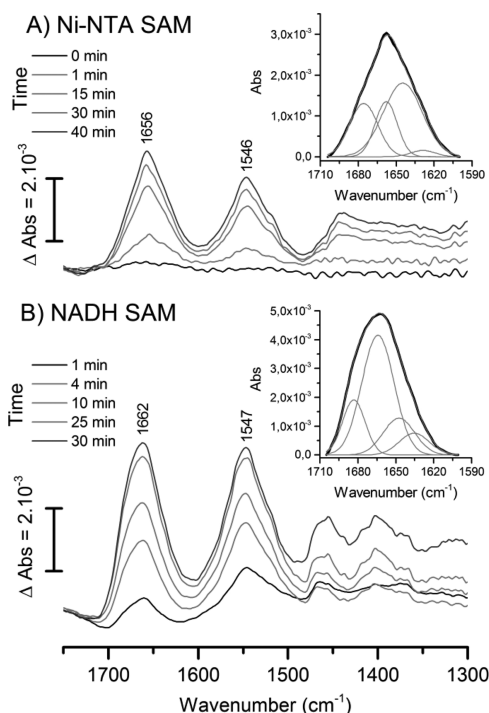 A) Ni-NTA SAM
Time
0 min
1 min
15 min
30 min
40 min
Δ Abs = 2.10⁻³
1656
1546
Abs
3,0x10⁻³
2,0x10⁻³
1,0x10⁻³
0,0
1710 1680 1650 1620 1590
Wavenumber (cm⁻¹)
B) NADH SAM
Time
1 min
4 min
10 min
25 min
30 min
Δ Abs = 2.10⁻³
1662
1547
Abs
5,0x10⁻³
4,0x10⁻³
3,0x10⁻³
2,0x10⁻³
1,0x10⁻³
0,0
1710 1680 1650 1620 1590
Wavenumber (cm⁻¹)
1700 1600 1500 1400 1300
Wavenumber (cm⁻¹)